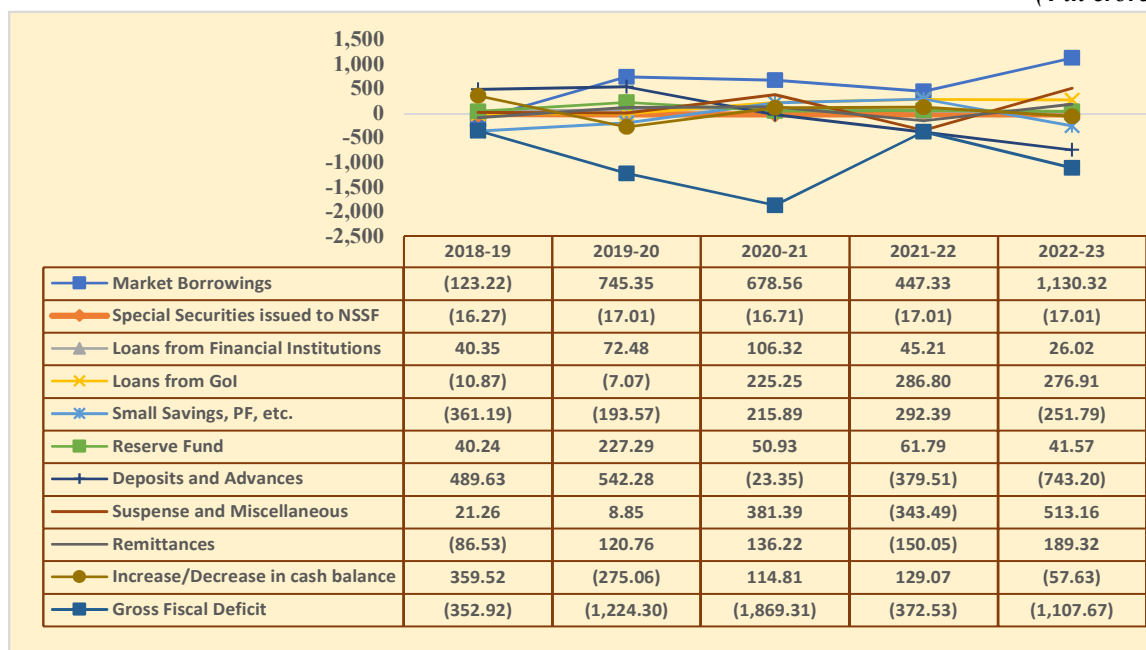 1,500
1,000
500
0
-500
-1,000
-1,500
-2,000
-2,500
2018-19 2019-20 2020-21 2021-22 2022-23
Market Borrowings (123.22) 745.35 678.56 447.33 1,130.32
Special Securities issued to NSSF (16.27) (17.01) (16.71) (17.01) (17.01)
Loans from Financial Institutions 40.35 72.48 106.32 45.21 26.02
Loans from GoI (10.87) (7.07) 225.25 286.80 276.91
Small Savings, PF, etc. (361.19) (193.57) 215.89 292.39 (251.79)
Reserve Fund 40.24 227.29 50.93 61.79 41.57
Deposits and Advances 489.63 542.28 (23.35) (379.51) (743.20)
Suspense and Miscellaneous 21.26 8.85 381.39 (343.49) 513.16
Remittances (86.53) 120.76 136.22 (150.05) 189.32
Increase/Decrease in cash balance 359.52 (275.06) 114.81 129.07 (57.63)
Gross Fiscal Deficit (352.92) (1,224.30) (1,869.31) (372.53) (1,107.67)